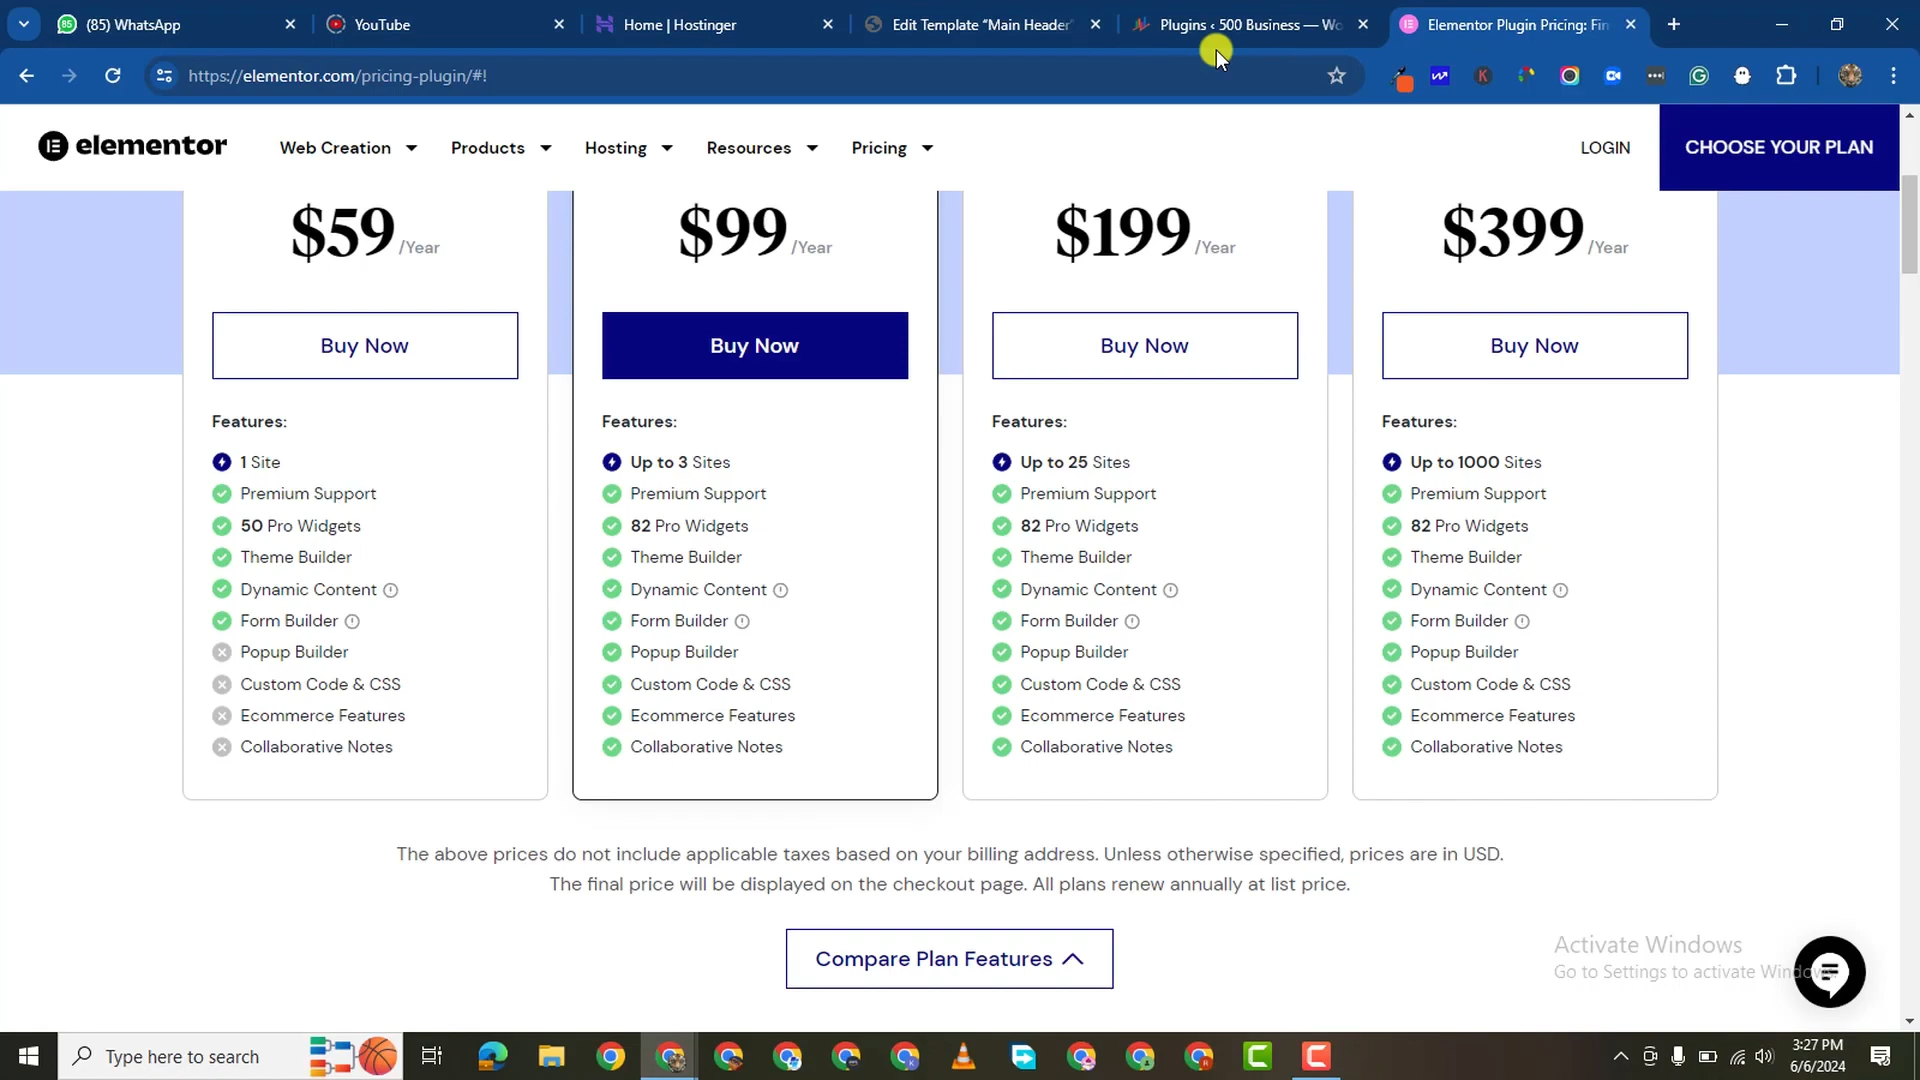 (85) WhatsApp
YouTube
Home | Hostinger
Edit Template “Main Header”
Plugins ‹ 500 Business — Wo
Elementor Plugin Pricing: Fin
https://elementor.com/pricing-plugin/#!
elementor
Web Creation
Products
Hosting
Resources
Pricing
LOGIN
CHOOSE YOUR PLAN
$59 /Year
$99 /Year
$199 /Year
$399 /Year
Buy Now
Buy Now
Buy Now
Buy Now
Features:
1 Site
Premium Support
50 Pro Widgets
Theme Builder
Dynamic Content
Form Builder
Popup Builder
Custom Code & CSS
Ecommerce Features
Collaborative Notes
Features:
Up to 3 Sites
Premium Support
82 Pro Widgets
Theme Builder
Dynamic Content
Form Builder
Popup Builder
Custom Code & CSS
Ecommerce Features
Collaborative Notes
Features:
Up to 25 Sites
Premium Support
82 Pro Widgets
Theme Builder
Dynamic Content
Form Builder
Popup Builder
Custom Code & CSS
Ecommerce Features
Collaborative Notes
Features:
Up to 1000 Sites
Premium Support
82 Pro Widgets
Theme Builder
Dynamic Content
Form Builder
Popup Builder
Custom Code & CSS
Ecommerce Features
Collaborative Notes
The above prices do not include applicable taxes based on your billing address. Unless otherwise specified, prices are in USD.
The final price will be displayed on the checkout page. All plans renew annually at list price.
Compare Plan Features
Activate Windows
Go to Settings to activate Windows.
Type here to search
3:27 PM
6/6/2024